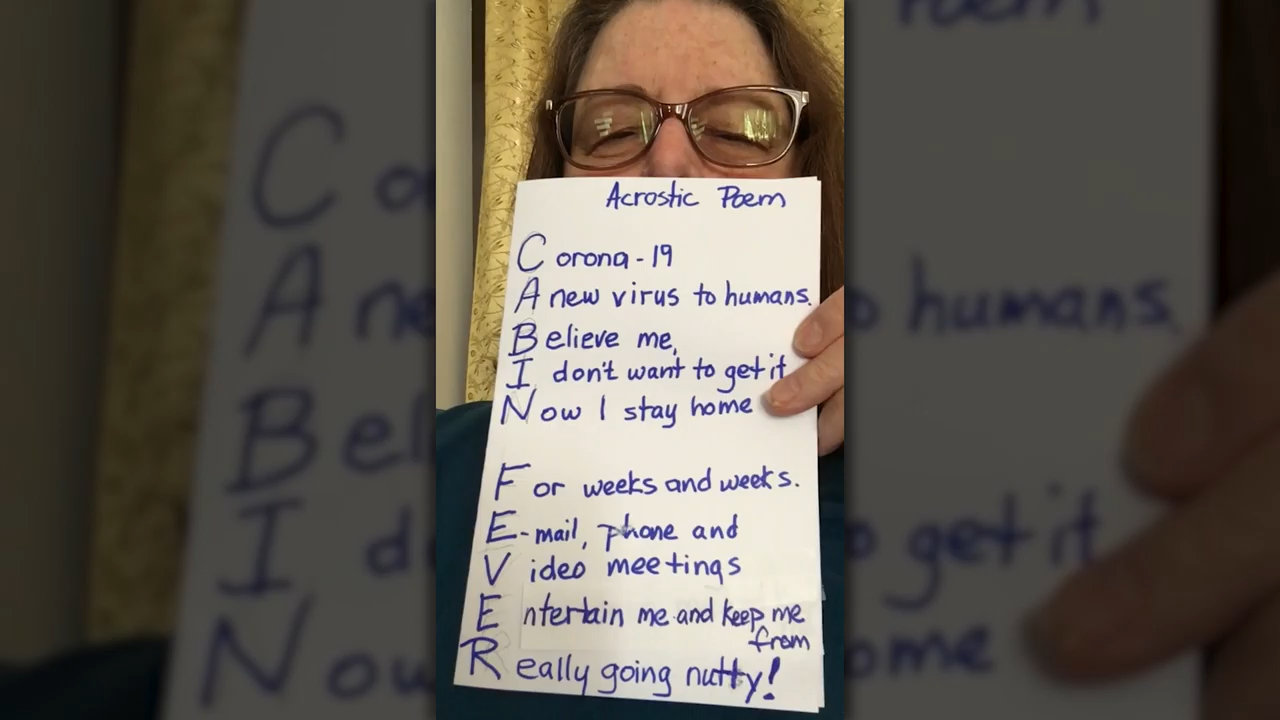 Acrostic Poem
Corona-19
A new virus to humans.
Believe me,
I don't want to get it
Now I stay home
For weeks and weeks.
E-mail, phone and
Video meetings
Entertain me and keep me
from
Really going nutty!